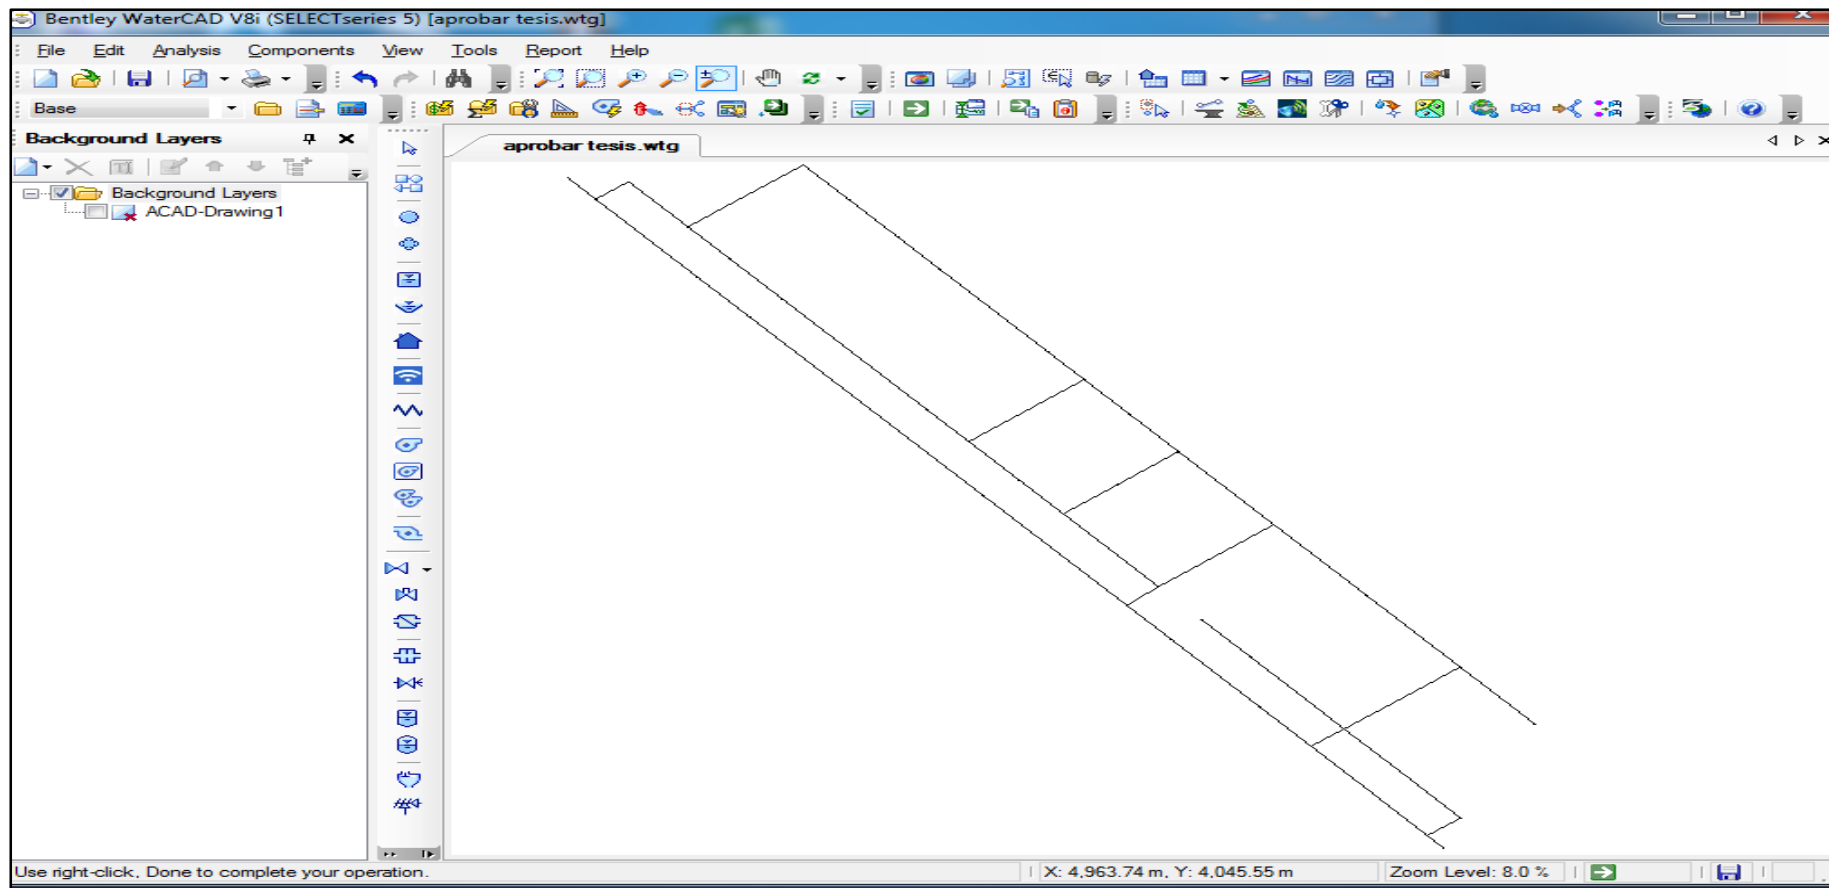 Bentley WaterCAD V8i (SELECTseries 5) [aprobar tesis.wtg]
File Edit Analysis Components View Tools Report Help
Base
Background Layers
aprobar tesis.wtg
Background Layers
ACAD-Drawing1
Use right-click, Done to complete your operation.
X: 4,963.74 m, Y: 4,045.55 m
Zoom Level: 8.0 %